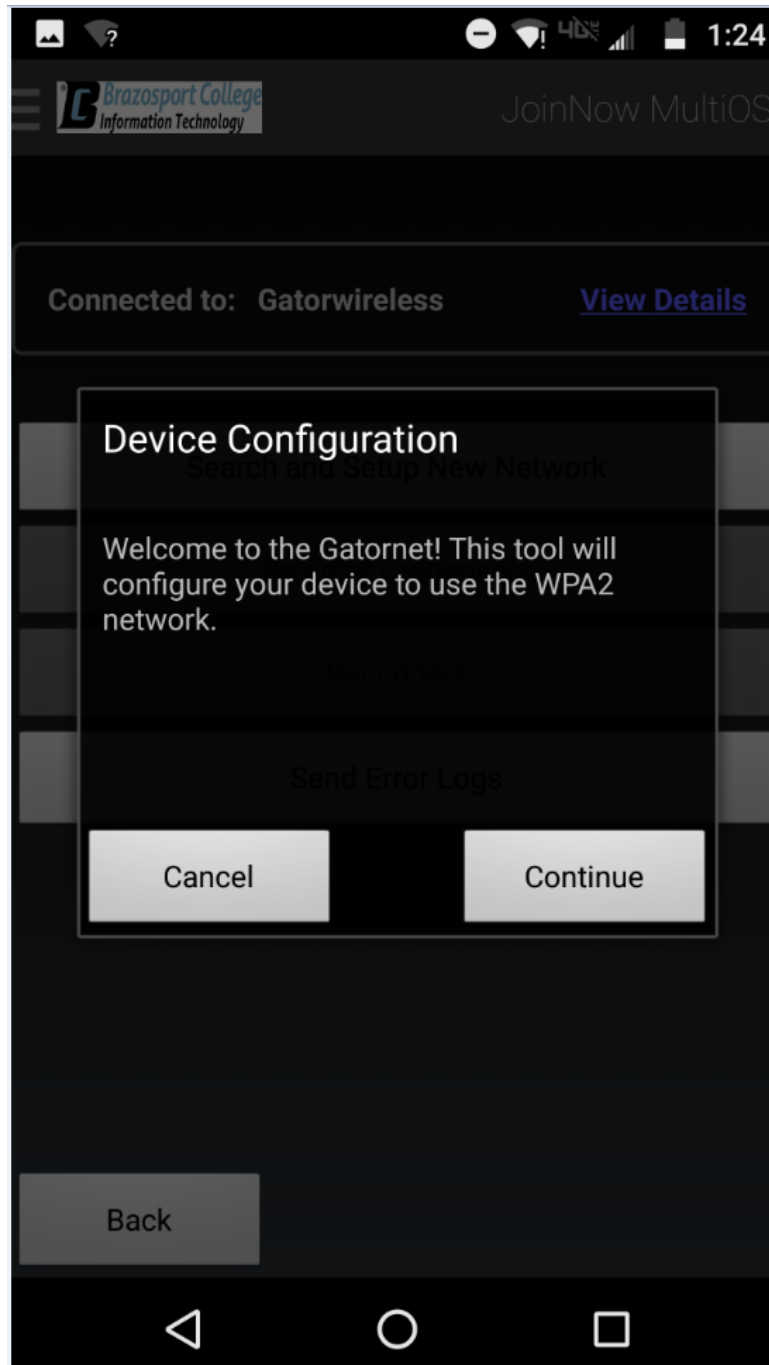 1:24
Brazosport College
Information Technology
JoinNow MultiOS
Connected to: Gatorwireless View Details
Device Configuration
Search and Setup New Network
Welcome to the Gatornet! This tool will
configure your device to use the WPA2
network.
Reconnect
Send Error Logs
Cancel Continue
Back